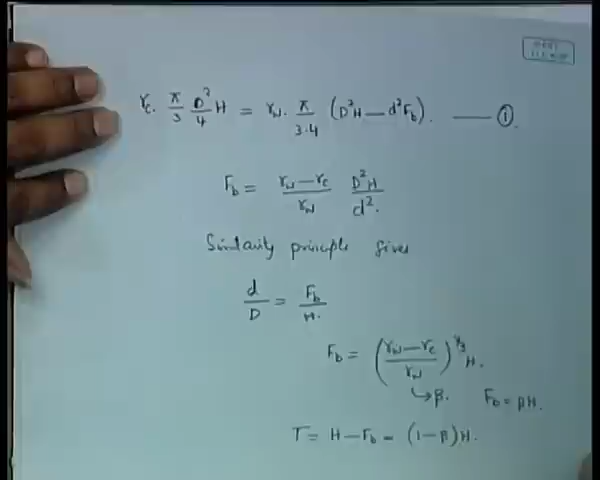 γc. π/3 D²/4 H = γw. π/3.4 (D²H — d²Fb). —— ①.
Fb = (γw — γc)/γw D²H/d².
Similarity principle gives
d/D = Fb/H.
Fb = ((γw — γc)/γw)^(1/3) H.
↳ β. Fb = βH.
T = H — Fb = (1 — β)H.